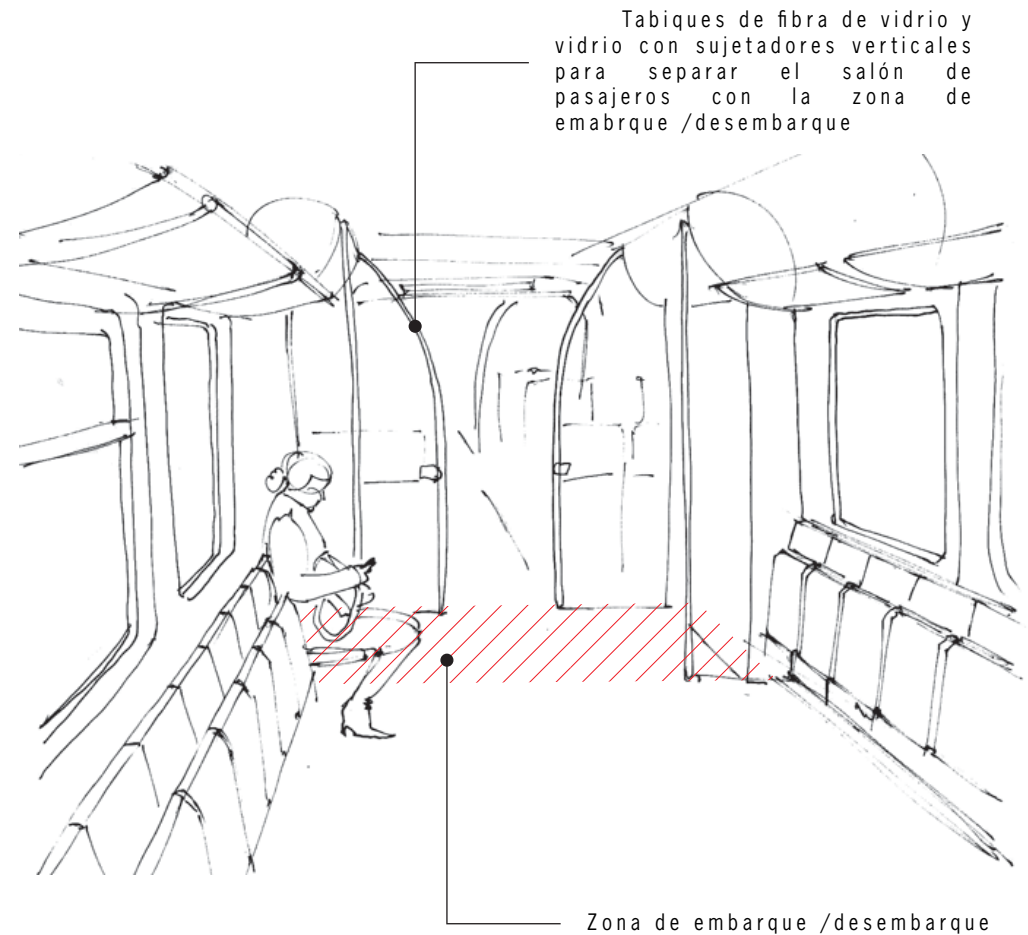 Tabiques de fibra de vidrio y
vidrio con sujetadores verticales
para separar el salón de
pasajeros con la zona de
emabrque /desembarque
Zona de embarque /desembarque